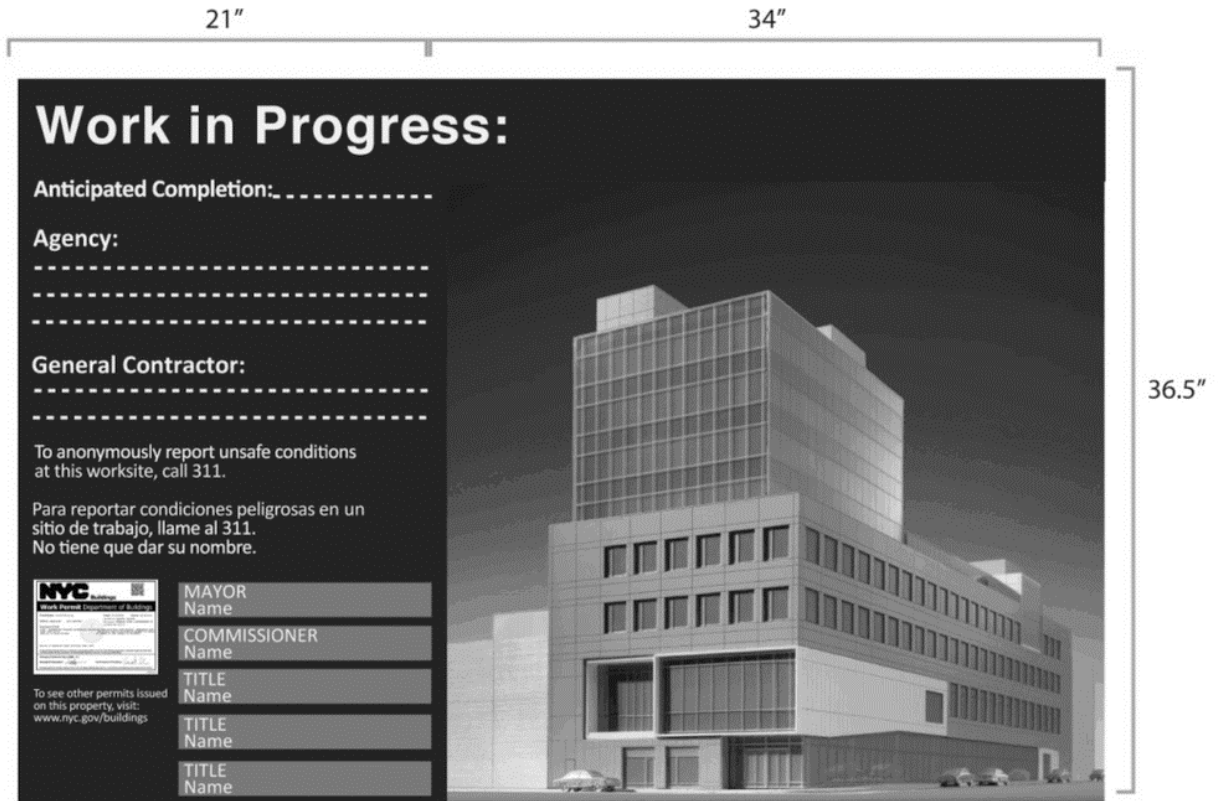 21” 34”
36.5”
Work in Progress:
Anticipated Completion:
Agency:
General Contractor:
To anonymously report unsafe conditions
at this worksite, call 311.
Para reportar condiciones peligrosas en un
sitio de trabajo, llame al 311.
No tiene que dar su nombre.
NYC Buildings
Work Permit Department of Buildings
To see other permits issued
on this property, visit:
www.nyc.gov/buildings
MAYOR
Name
COMMISSIONER
Name
TITLE
Name
TITLE
Name
TITLE
Name